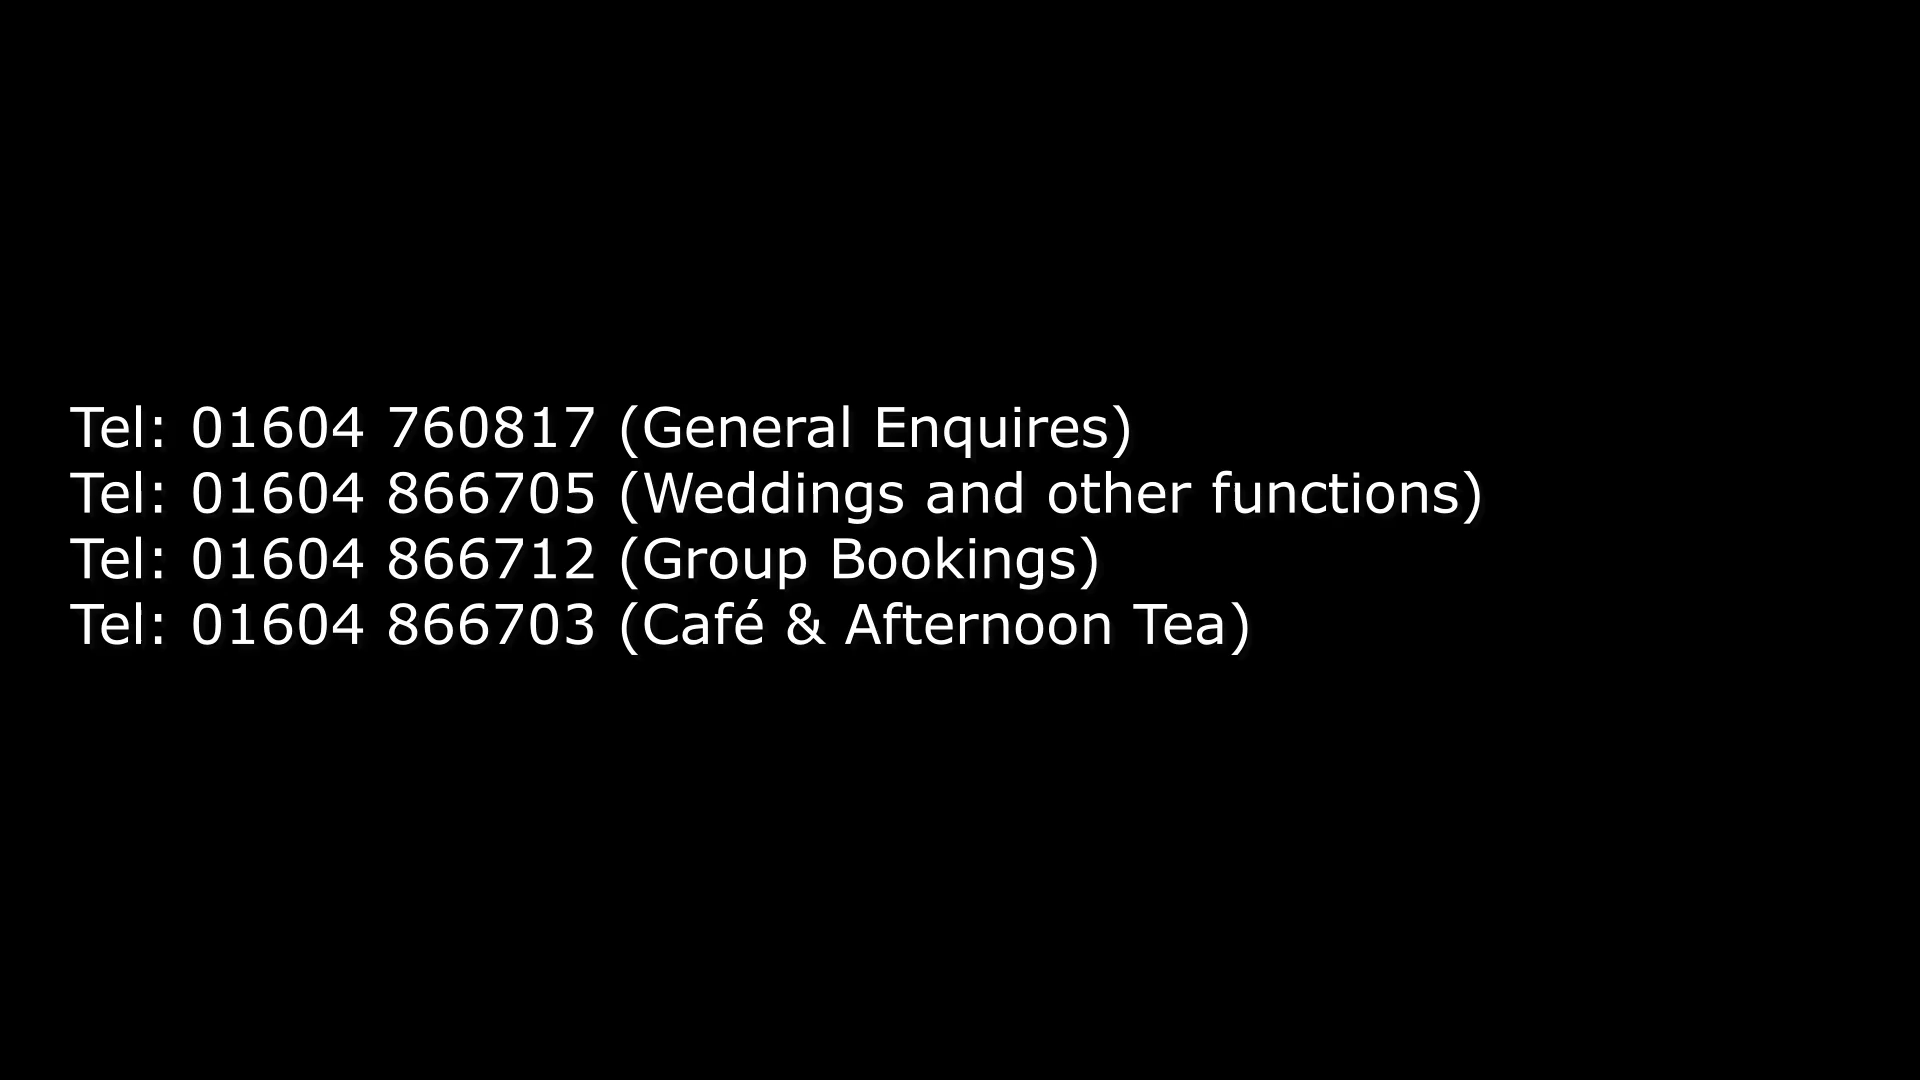 Tel: 01604 760817 (General Enquires)
Tel: 01604 866705 (Weddings and other functions)
Tel: 01604 866712 (Group Bookings)
Tel: 01604 866703 (Café & Afternoon Tea)